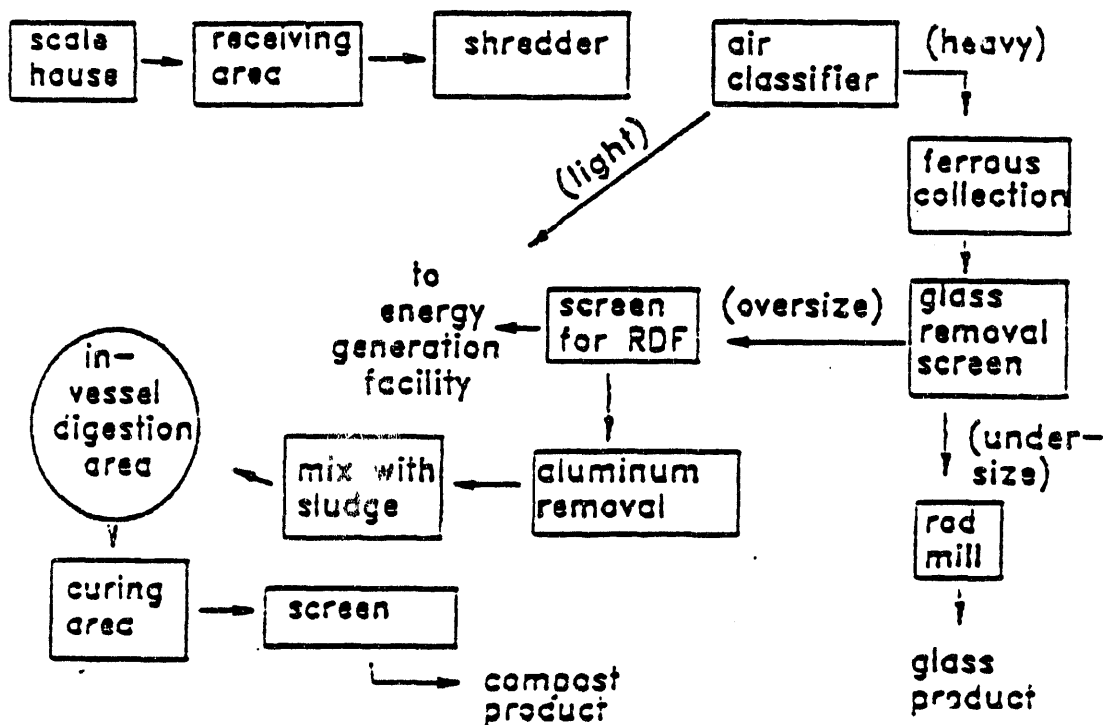 scale
house
receiving
area
shredder
air
classifier
(heavy)
(light)
ferrous
collection
to
energy
generation
facility
screen
for RDF
(oversize)
glass
removal
screen
in-
vessel
digestion
area
mix with
sludge
aluminum
removal
(under-
size)
rod
mill
curing
area
screen
compost
product
glass
product